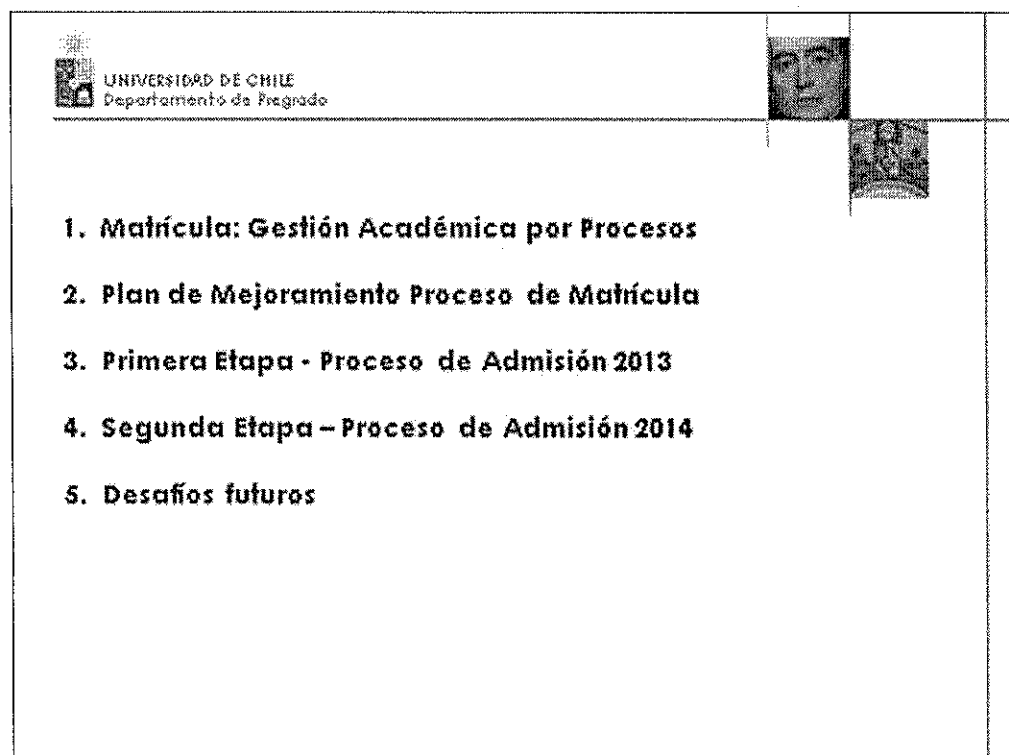 UNIVERSIDAD DE CHILE
Departamento de Pregrado
1. Matrícula: Gestión Académica por Procesos
2. Plan de Mejoramiento Proceso de Matrícula
3. Primera Etapa - Proceso de Admisión 2013
4. Segunda Etapa – Proceso de Admisión 2014
5. Desafíos futuros